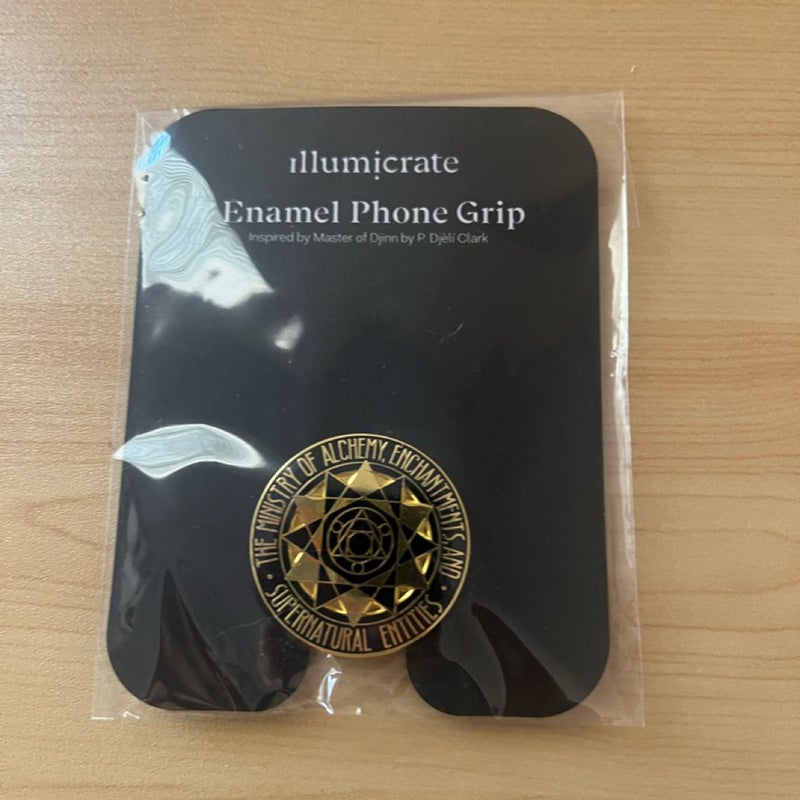 illumicrate
Enamel Phone Grip
Inspired by Master of Djinn by P. Djèlí Clark
THE MINISTRY OF ALCHEMY, ENCHANTMENTS, AND
• SUPERNATURAL ENTITIES •